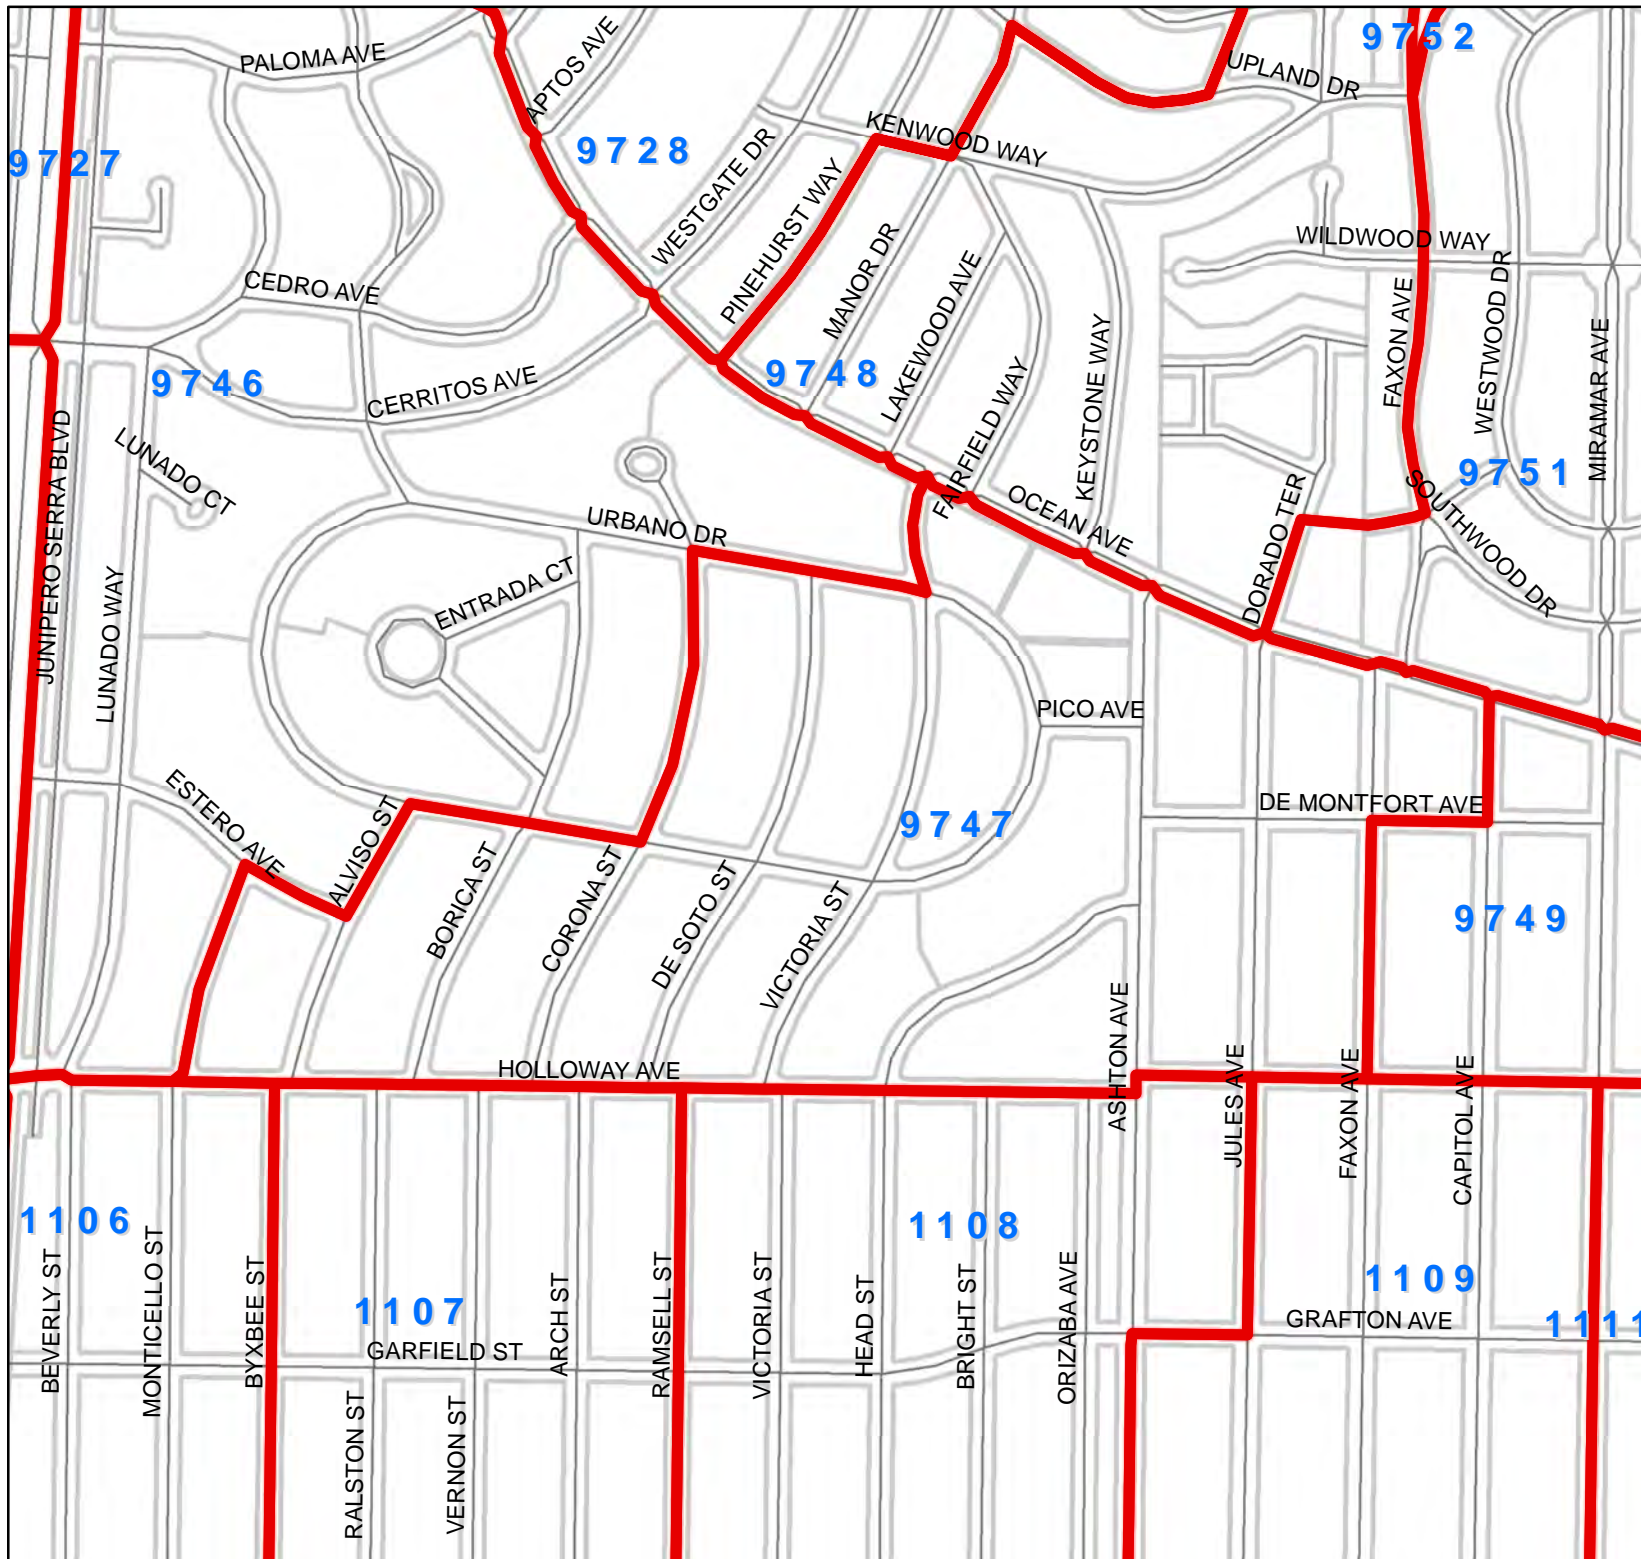 9752
PALOMA AVE
APTOS AVE
UPLAND DR
KENWOOD WAY
9727
9728
WESTGATE DR
PINEHURST WAY
MANOR DR
WILDWOOD WAY
CEDRO AVE
LAKEWOOD AVE
FAXON AVE
WESTWOOD DR
MIRAMAR AVE
9746
9748
CERRITOS AVE
FAIRFIELD WAY
KEYSTONE WAY
JUNIPERO SERRA BLVD
LUNADO CT
9751
SOUTHWOOD DR
OCEAN AVE
DORADO TER
URBANO DR
ENTRADA CT
LUNADO WAY
PICO AVE
ESTERO AVE
ALVISO ST
DE MONTFORT AVE
9747
BORICA ST
CORONA ST
DE SOTO ST
VICTORIA ST
9749
HOLLOWAY AVE
ASHTON AVE
JULES AVE
FAXON AVE
CAPITOL AVE
1106
1108
BEVERLY ST
MONTICELLO ST
BYXBEE ST
1107
ARCH ST
RAMSELL ST
VICTORIA ST
HEAD ST
BRIGHT ST
ORIZABA AVE
1109
GRAFTON AVE
1111
GARFIELD ST
RALSTON ST
VERNON ST